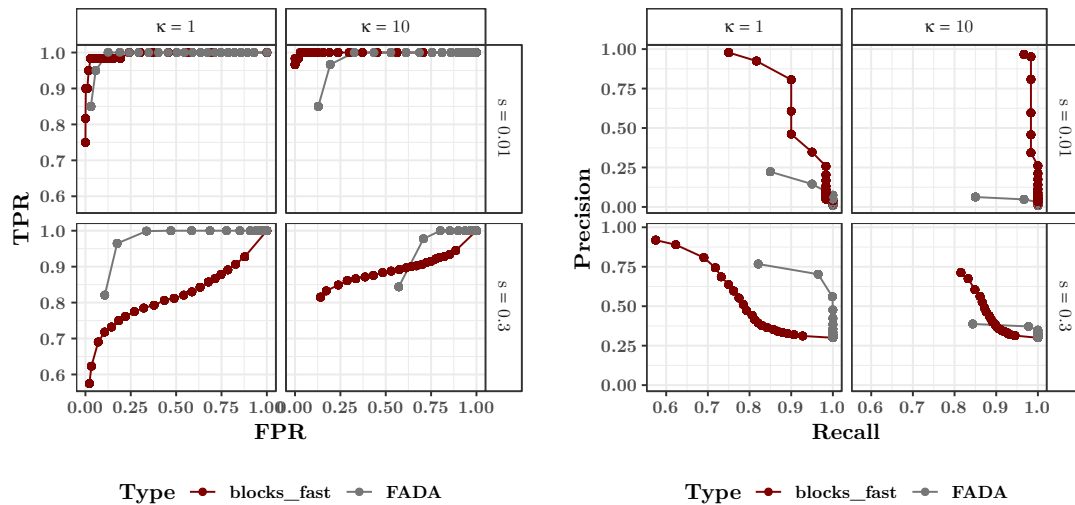 κ = 1
κ = 10
TPR
1.0
0.9
0.8
0.7
0.6
s = 0.01
1.0
0.9
0.8
0.7
0.6
s = 0.3
0.00 0.25 0.50 0.75 1.00
0.00 0.25 0.50 0.75 1.00
FPR
Type blocks_fast FADA
κ = 1
κ = 10
Precision
1.00
0.75
0.50
0.25
0.00
s = 0.01
1.00
0.75
0.50
0.25
0.00
s = 0.3
0.6 0.7 0.8 0.9 1.0
0.6 0.7 0.8 0.9 1.0
Recall
Type blocks_fast FADA